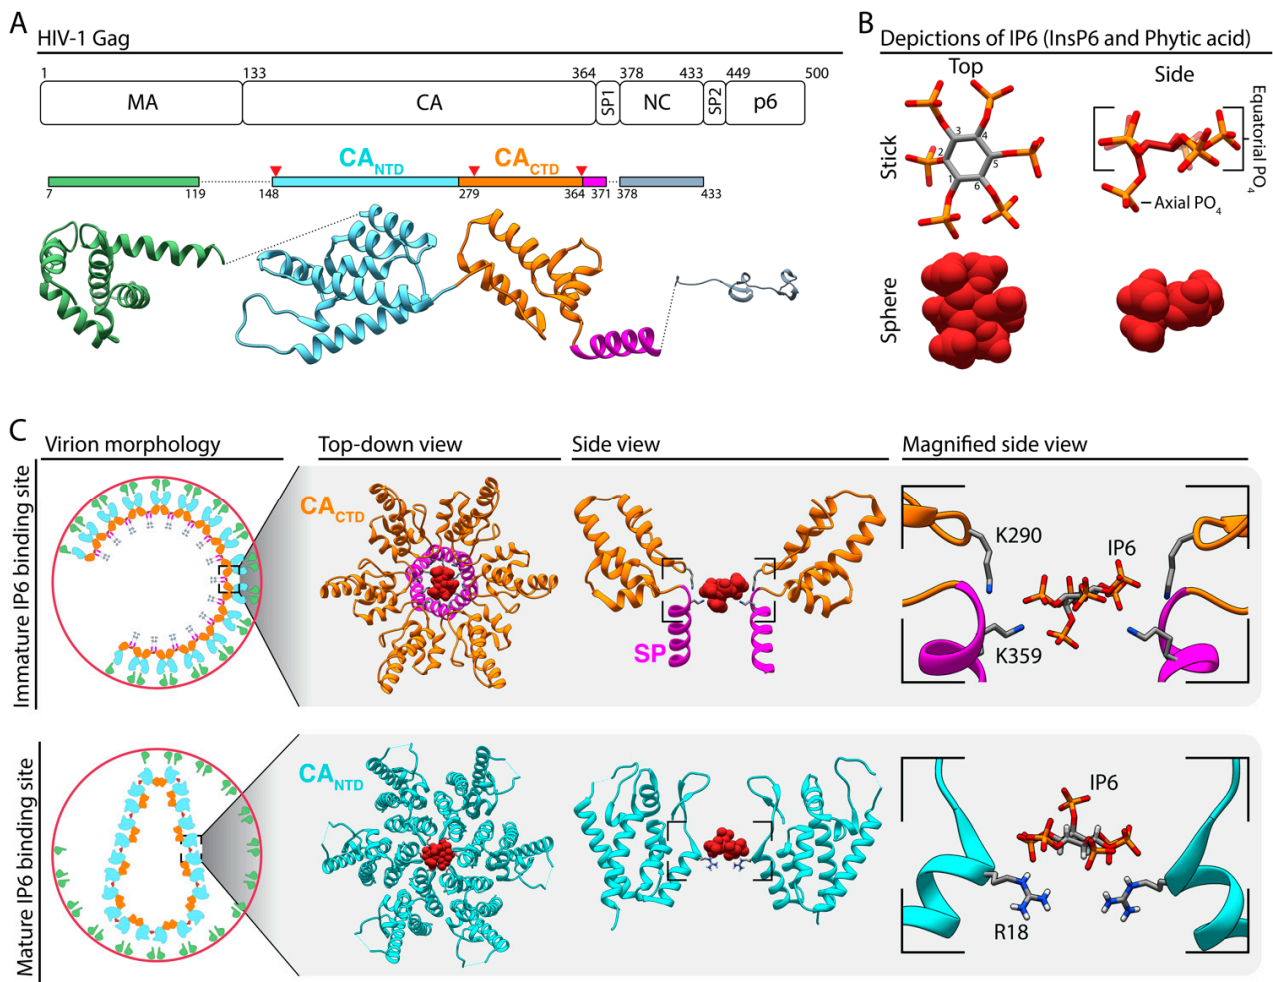 A
HIV-1 Gag
1 133 364 378 433 449 500
MA CA SP1 NC SP2 p6
CANTD CACTD
7 119 148 279 364 371 378 433
B
Depictions of IP6 (InsP6 and Phytic acid)
Top Side
Stick
3 4
2 5
1 6
Equatorial PO4
Axial PO4
Sphere
C
Virion morphology Top-down view Side view Magnified side view
Immature IP6 binding site
CACTD
SP
K290
IP6
K359
Mature IP6 binding site
CANTD
IP6
R18